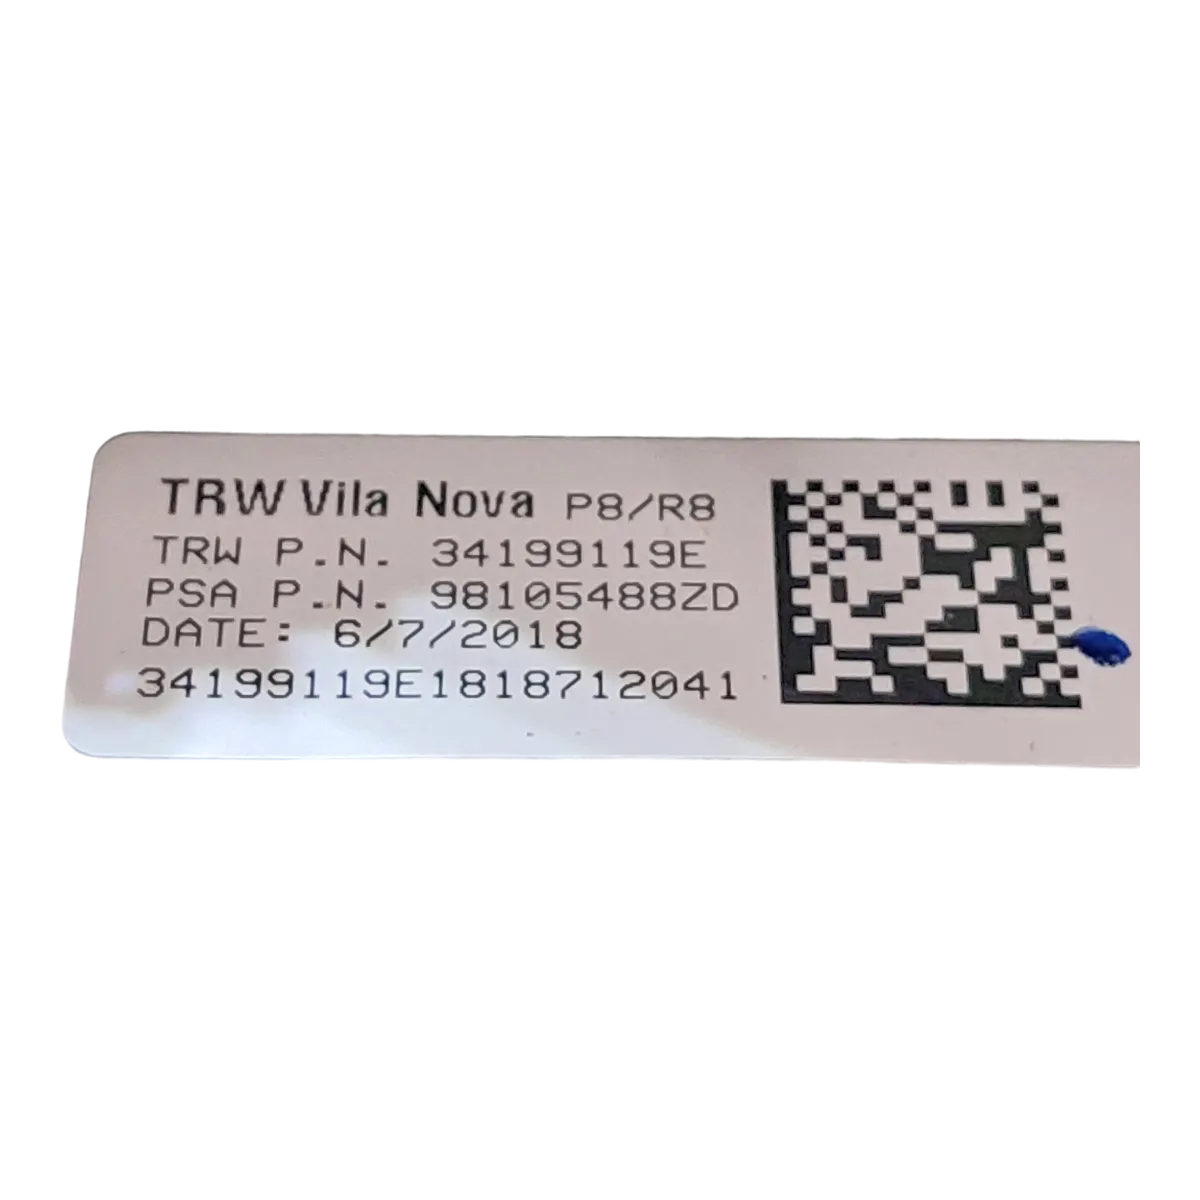 TRW Vila Nova P8/R8
TRW P.N. 34199119E
PSA P.N. 98105488ZD
DATE: 6/7/2018
34199119E1818712041